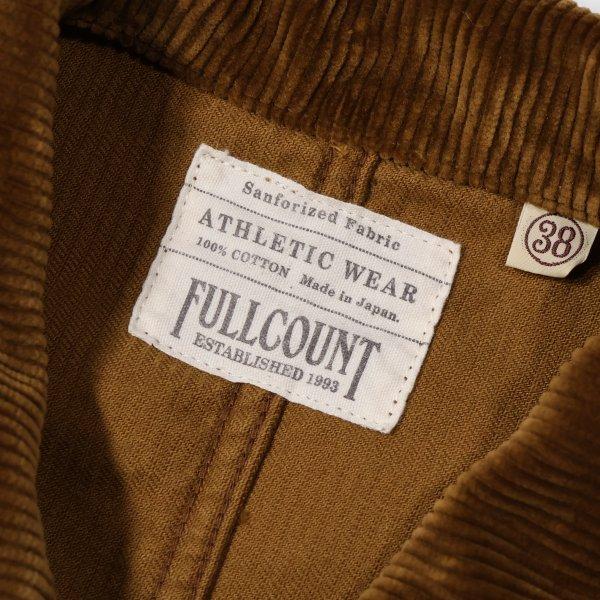 Sanforized Fabric
ATHLETIC WEAR
100% COTTON Made in Japan.
FULLCOUNT
ESTABLISHED 1993
38